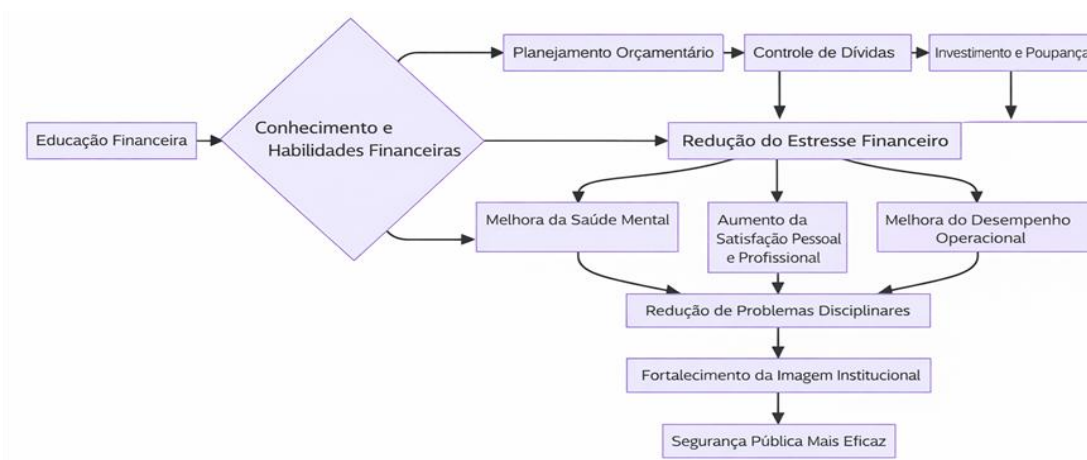 Planejamento Orçamentário
Controle de Dívidas
Investimento e Poupança
Educação Financeira
Conhecimento e
Habilidades Financeiras
Redução do Estresse Financeiro
Melhora da Saúde Mental
Aumento da
Satisfação Pessoal
e Profissional
Melhora do Desempenho
Operacional
Redução de Problemas Disciplinares
Fortalecimento da Imagem Institucional
Segurança Pública Mais Eficaz